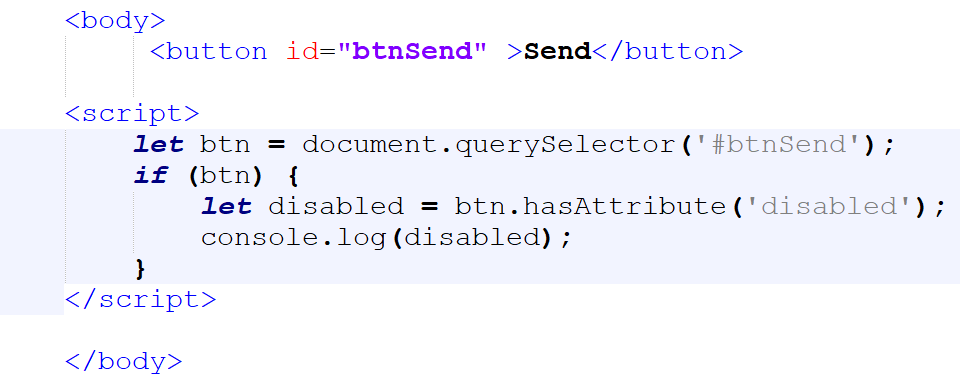 <body>
<button id="btnSend" >Send</button>
<script>
let btn = document.querySelector('#btnSend');
if (btn) {
let disabled = btn.hasAttribute('disabled');
console.log(disabled);
}
</script>
</body>